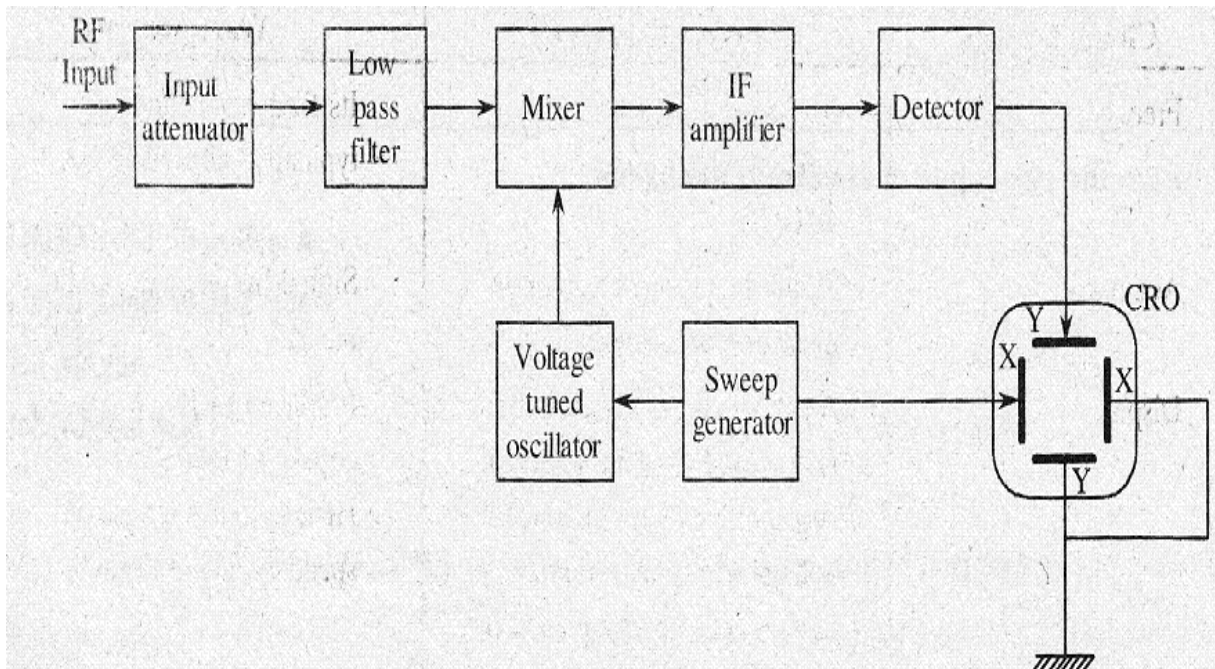 RF
Input
Input
attenuator
Low
pass
filter
Mixer
IF
amplifier
Detector
Voltage
tuned
oscillator
Sweep
generator
CRO
Y
X
X
Y